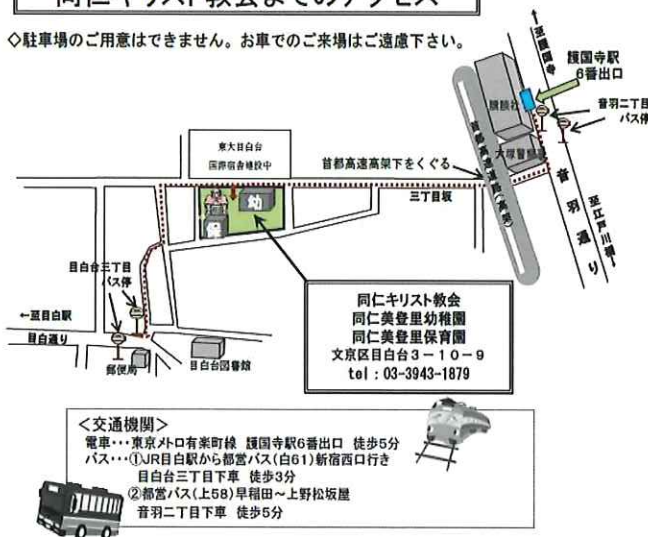 同仁キリスト教会までのアクセス
◇駐車場のご用意はできません。お車でのご来場はご遠慮下さい。
至護国寺
護国寺駅
6番出口
講談社
音羽二丁目
バス停
大塚警察署
東大目白台
国際宿舎建設中
首都高速高架下をくぐる
首都高速道路(高架)
三丁目坂
音羽通り
至江戸川橋
幼
保
目白台三丁目
バス停
←至目白駅
目白通り
郵便局
目白台図書館
同仁キリスト教会
同仁美登里幼稚園
同仁美登里保育園
文京区目白台3-10-9
tel:03-3943-1879
<交通機関>
電車・・・東京メトロ有楽町線 護国寺駅6番出口 徒歩5分
バス・・・①JR目白駅から都営バス(白61)新宿西口行き
目白台三丁目下車 徒歩3分
②都営バス(上58)早稲田~上野松坂屋
音羽二丁目下車 徒歩5分